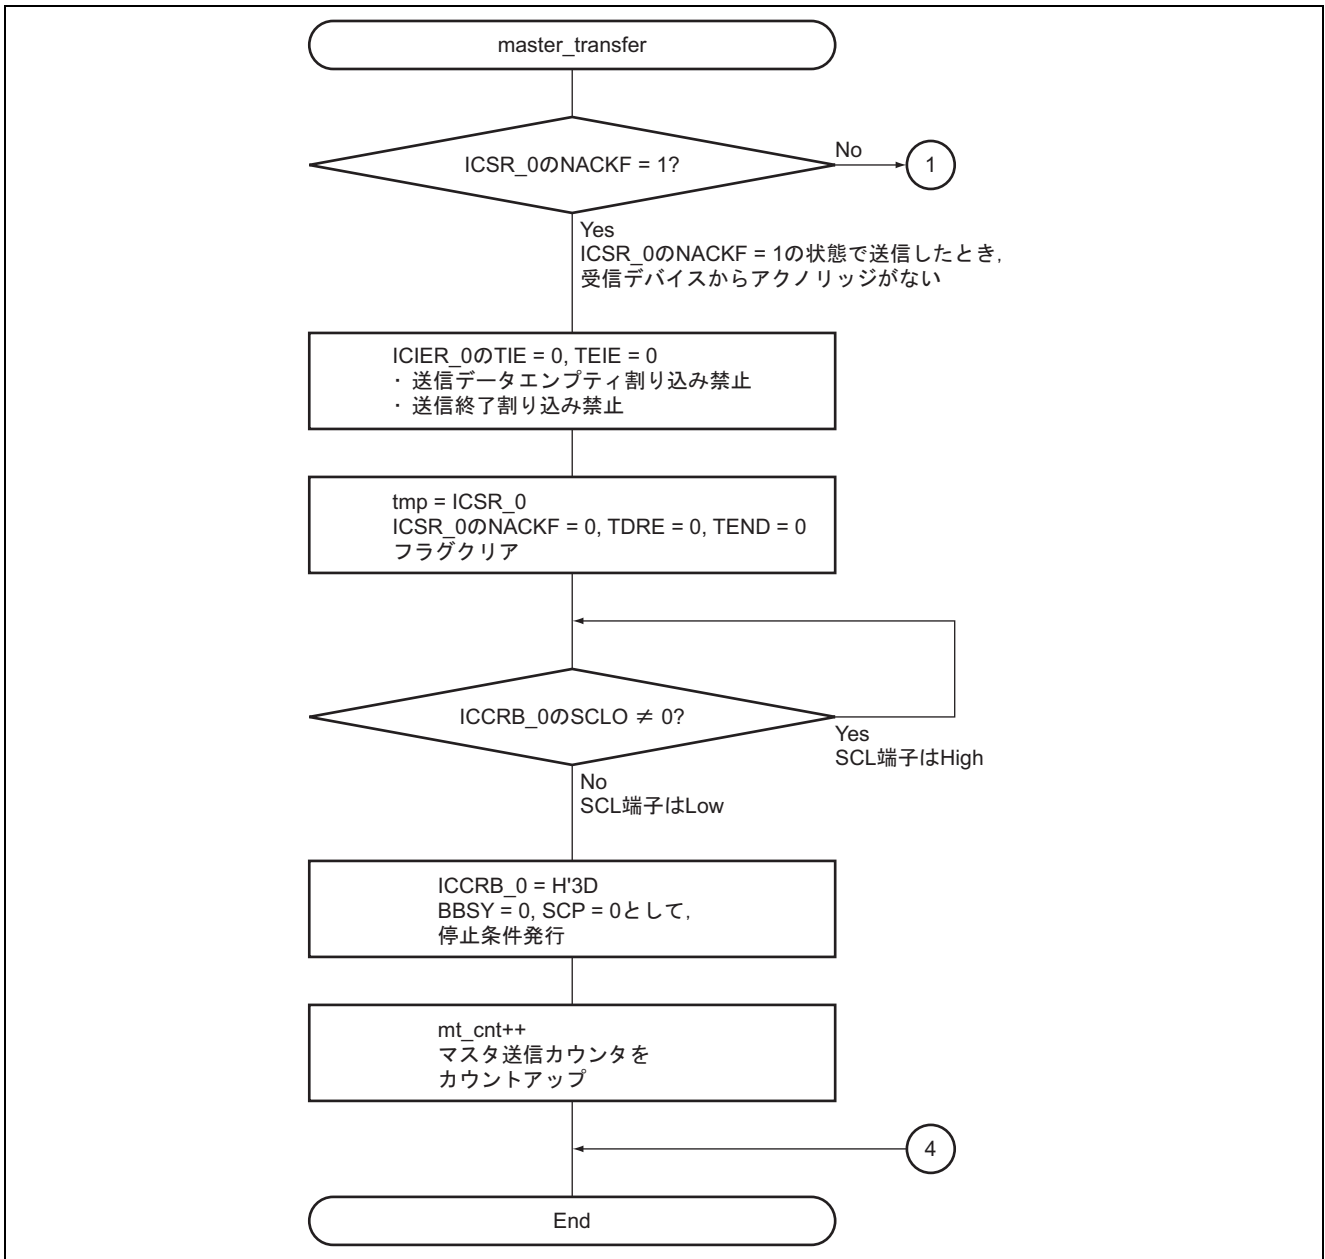 master_transfer
ICSR_0のNACKF = 1?
No
1
Yes
ICSR_0のNACKF = 1の状態で送信したとき,
受信デバイスからアクノリッジがない
ICIER_0のTIE = 0, TEIE = 0
・送信データエンプティ割り込み禁止
・送信終了割り込み禁止
tmp = ICSR_0
ICSR_0のNACKF = 0, TDRE = 0, TEND = 0
フラグクリア
ICCRB_0のSCLO ≠ 0?
Yes
SCL端子はHigh
No
SCL端子はLow
ICCRB_0 = H'3D
BBSY = 0, SCP = 0として,
停止条件発行
mt_cnt++
マスタ送信カウンタを
カウントアップ
4
End